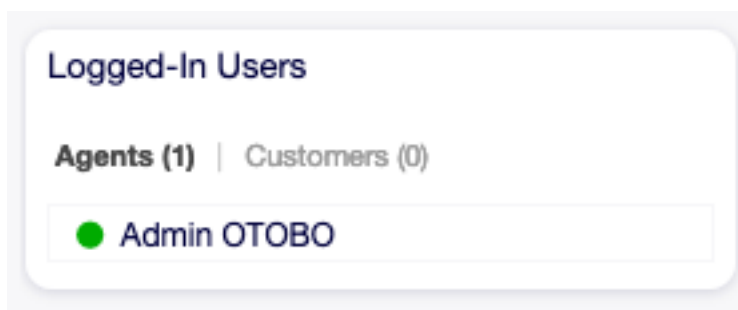 Logged-In Users
Agents (1) | Customers (0)
Admin OTOBO